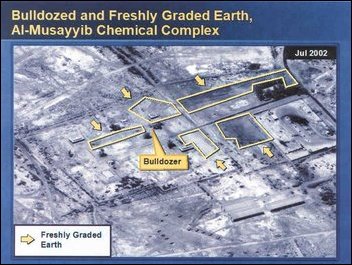 Bulldozed and Freshly Graded Earth,
Al-Musayyib Chemical Complex
Jul 2002
Bulldozer
Freshly Graded
Earth